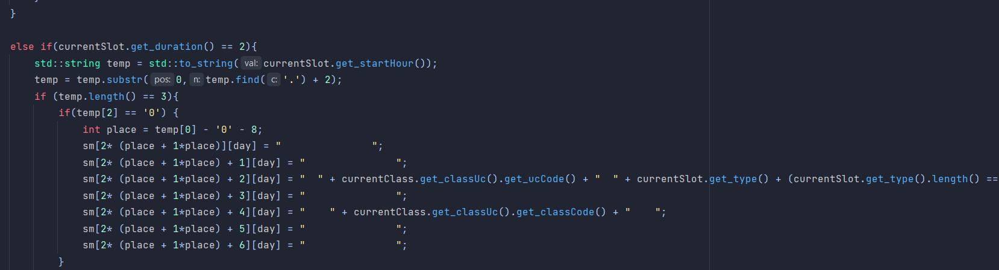 }
else if(currentSlot.get_duration() == 2){
    std::string temp = std::to_string( val: currentSlot.get_startHour());
    temp = temp.substr( pos: 0, n: temp.find( c: '.') + 2);
    if (temp.length() == 3){
        if(temp[2] == '0') {
            int place = temp[0] - '0' - 8;
            sm[2* (place + 1*place)][day] = "               ";
            sm[2* (place + 1*place) + 1][day] = "               ";
            sm[2* (place + 1*place) + 2][day] = "  " + currentClass.get_classUc().get_ucCode() + "  " + currentSlot.get_type() + (currentSlot.get_type().length() ==
            sm[2* (place + 1*place) + 3][day] = "               ";
            sm[2* (place + 1*place) + 4][day] = "    " + currentClass.get_classUc().get_classCode() + "    ";
            sm[2* (place + 1*place) + 5][day] = "               ";
            sm[2* (place + 1*place) + 6][day] = "               ";
        }